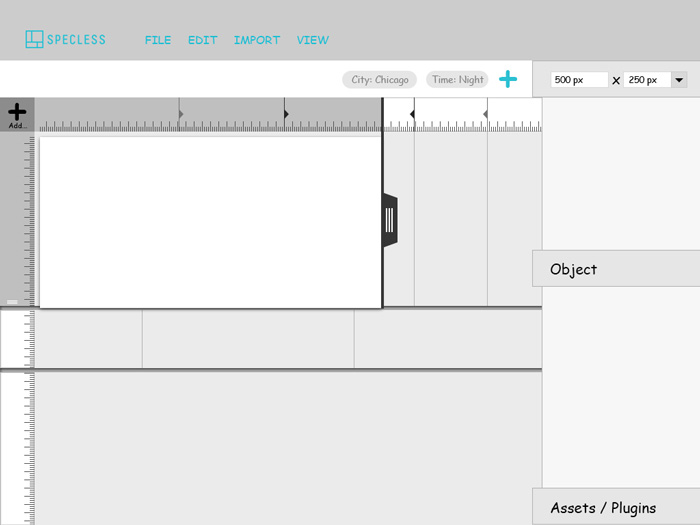 SPECLESS
FILE EDIT IMPORT VIEW
City: Chicago Time: Night
500 px x 250 px
Add...
Object
Assets / Plugins